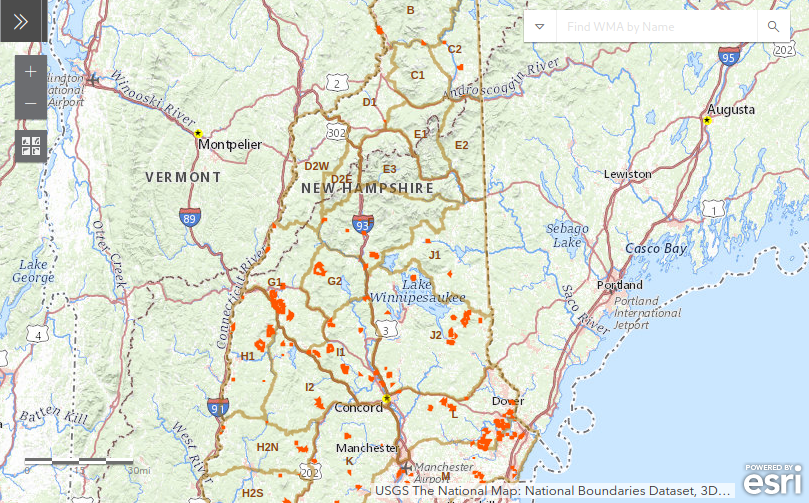 B
Find WMA by Name
C2
202
95
C1
Androscoggin River
lington
national
Airport
Winooski River
2
D1
Augusta
302
E1
Montpelier
E2
D2W
E3
Lewiston
VERMONT
D2E
NEW HAMPSHIRE
89
93
1
Otter Creek
Sebago
Lake
Casco Bay
Connecticut River
J1
Lake
George
G1
G2
Lake
Winnipesaukee
Portland
Saco River
Portland
International
Jetport
4
3
J2
H1
I1
I2
91
Concord
Dover
Batten Kill
L
West River
H2N
Manchester
K
0
15
30mi
202
Manchester
Airport
M
H2S
POWERED BY
esri
USGS The National Map: National Boundaries Dataset, 3D...